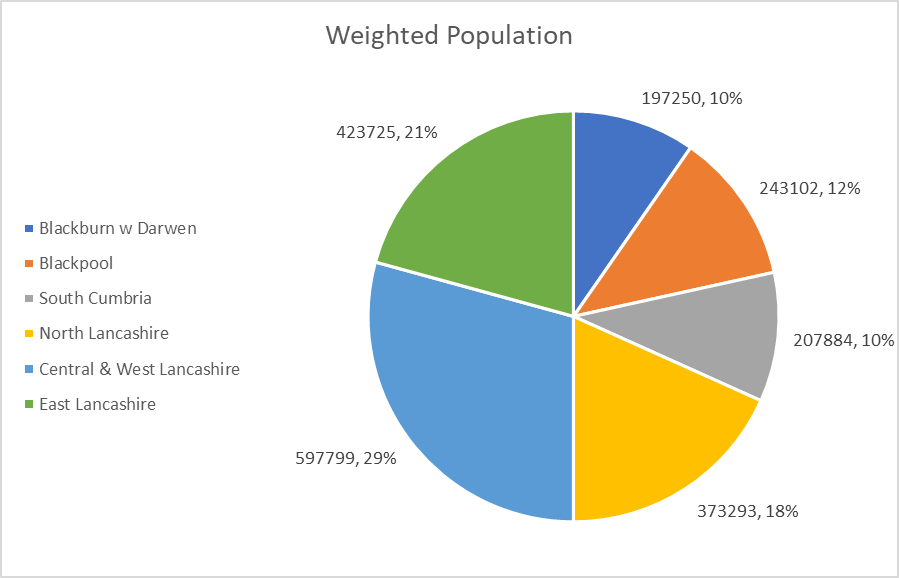 Weighted Population
197250, 10%
423725, 21%
243102, 12%
Blackburn w Darwen
Blackpool
South Cumbria
North Lancashire
Central & West Lancashire
East Lancashire
207884, 10%
597799, 29%
373293, 18%